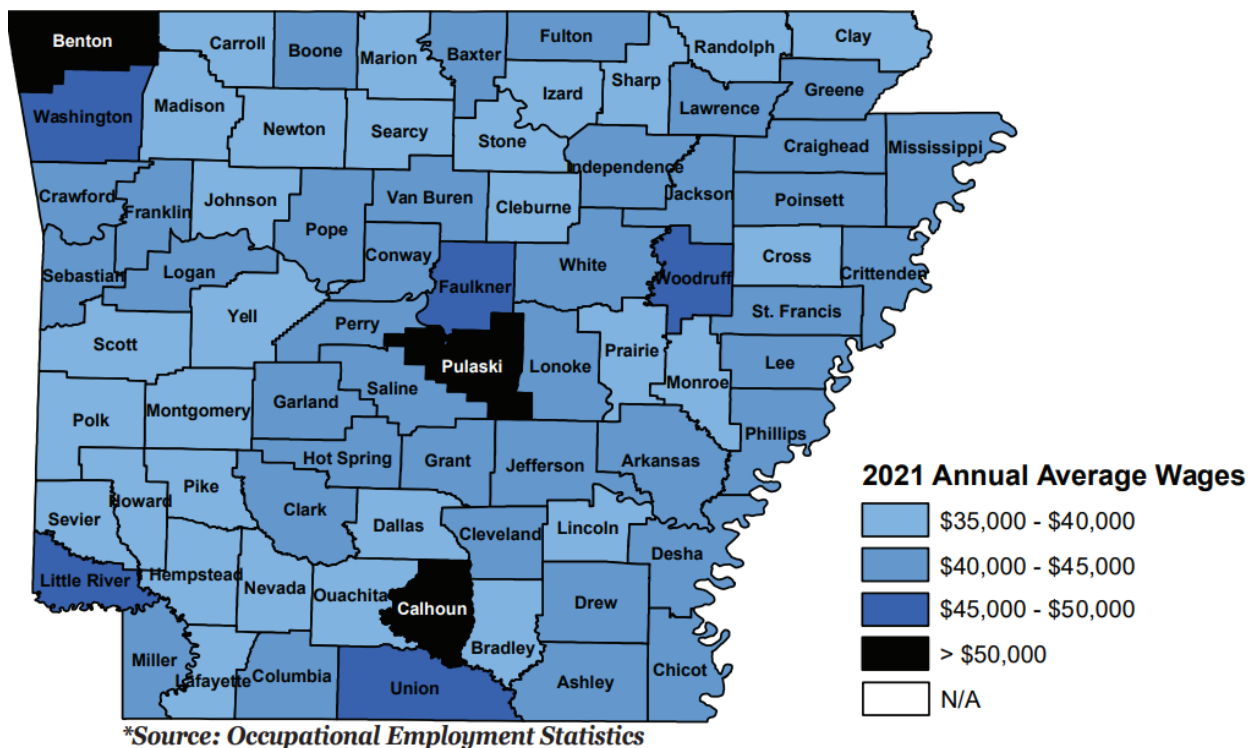 Benton
Carroll
Boone
Marion
Baxter
Fulton
Randolph
Clay
Sharp
Izard
Greene
Lawrence
Washington
Madison
Newton
Searcy
Stone
Independence
Craighead
Mississippi
Crawford
Franklin
Johnson
Van Buren
Cleburne
Jackson
Poinsett
Pope
Conway
White
Woodruff
Cross
Crittenden
Sebastian
Logan
Faulkner
St. Francis
Yell
Perry
Scott
Pulaski
Lonoke
Prairie
Monroe
Lee
Saline
Garland
Polk
Montgomery
Phillips
Hot Spring
Grant
Jefferson
Arkansas
Howard
Pike
Sevier
Clark
Dallas
Cleveland
Lincoln
Desha
Little River
Hempstead
Nevada
Ouachita
Calhoun
Drew
Bradley
Miller
Lafayette
Columbia
Union
Ashley
Chicot
2021 Annual Average Wages
$35,000 - $40,000
$40,000 - $45,000
$45,000 - $50,000
> $50,000
N/A
*Source: Occupational Employment Statistics